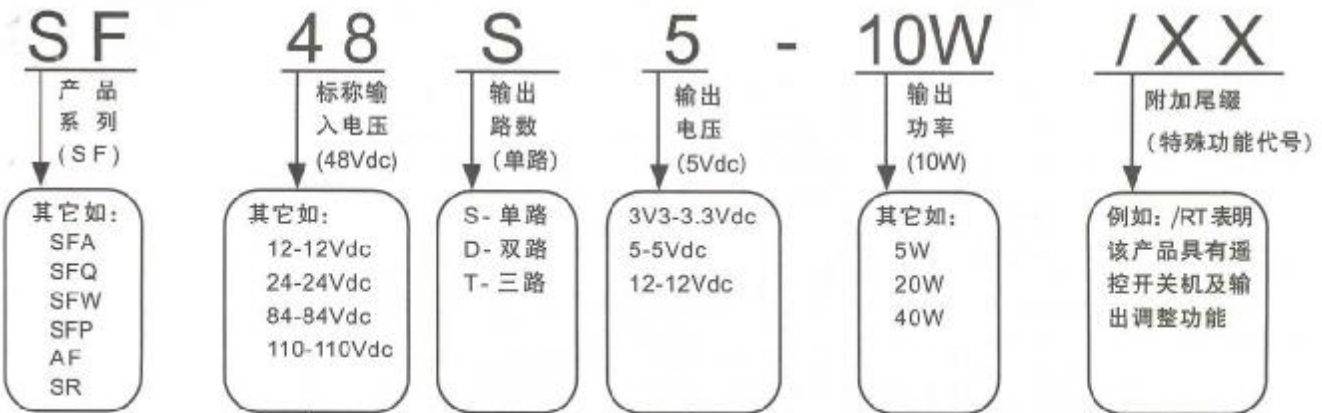 SF 48 S 5 - 10W /XX
产品
系列
(SF)
标称输
入电压
(48Vdc)
输出
路数
(单路)
输出
电压
(5Vdc)
输出
功率
(10W)
附加尾缀
(特殊功能代号)
其它如:
SFA
SFQ
SFW
SFP
AF
SR
其它如:
12-12Vdc
24-24Vdc
84-84Vdc
110-110Vdc
S-单路
D-双路
T-三路
3V3-3.3Vdc
5-5Vdc
12-12Vdc
其它如:
5W
20W
40W
例如: /RT表明
该产品具有遥
控开关机及输
出调整功能